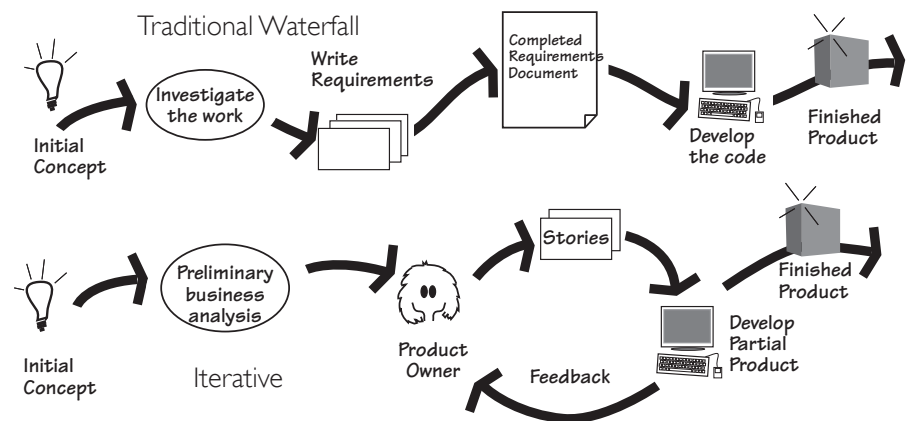 Traditional Waterfall
Initial
Concept
Investigate
the work
Write
Requirements
Completed
Requirements
Document
Develop
the code
Finished
Product
Initial
Concept
Preliminary
business
analysis
Iterative
Product
Owner
Stories
Feedback
Develop
Partial
Product
Finished
Product